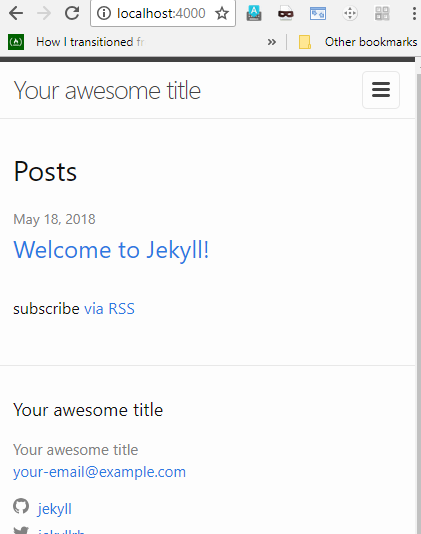 localhost:4000
How I transitioned fr
» Other bookmarks
Your awesome title
Posts
May 18, 2018
Welcome to Jekyll!
subscribe via RSS
Your awesome title
Your awesome title
your-email@example.com
jekyll
jekyllrb